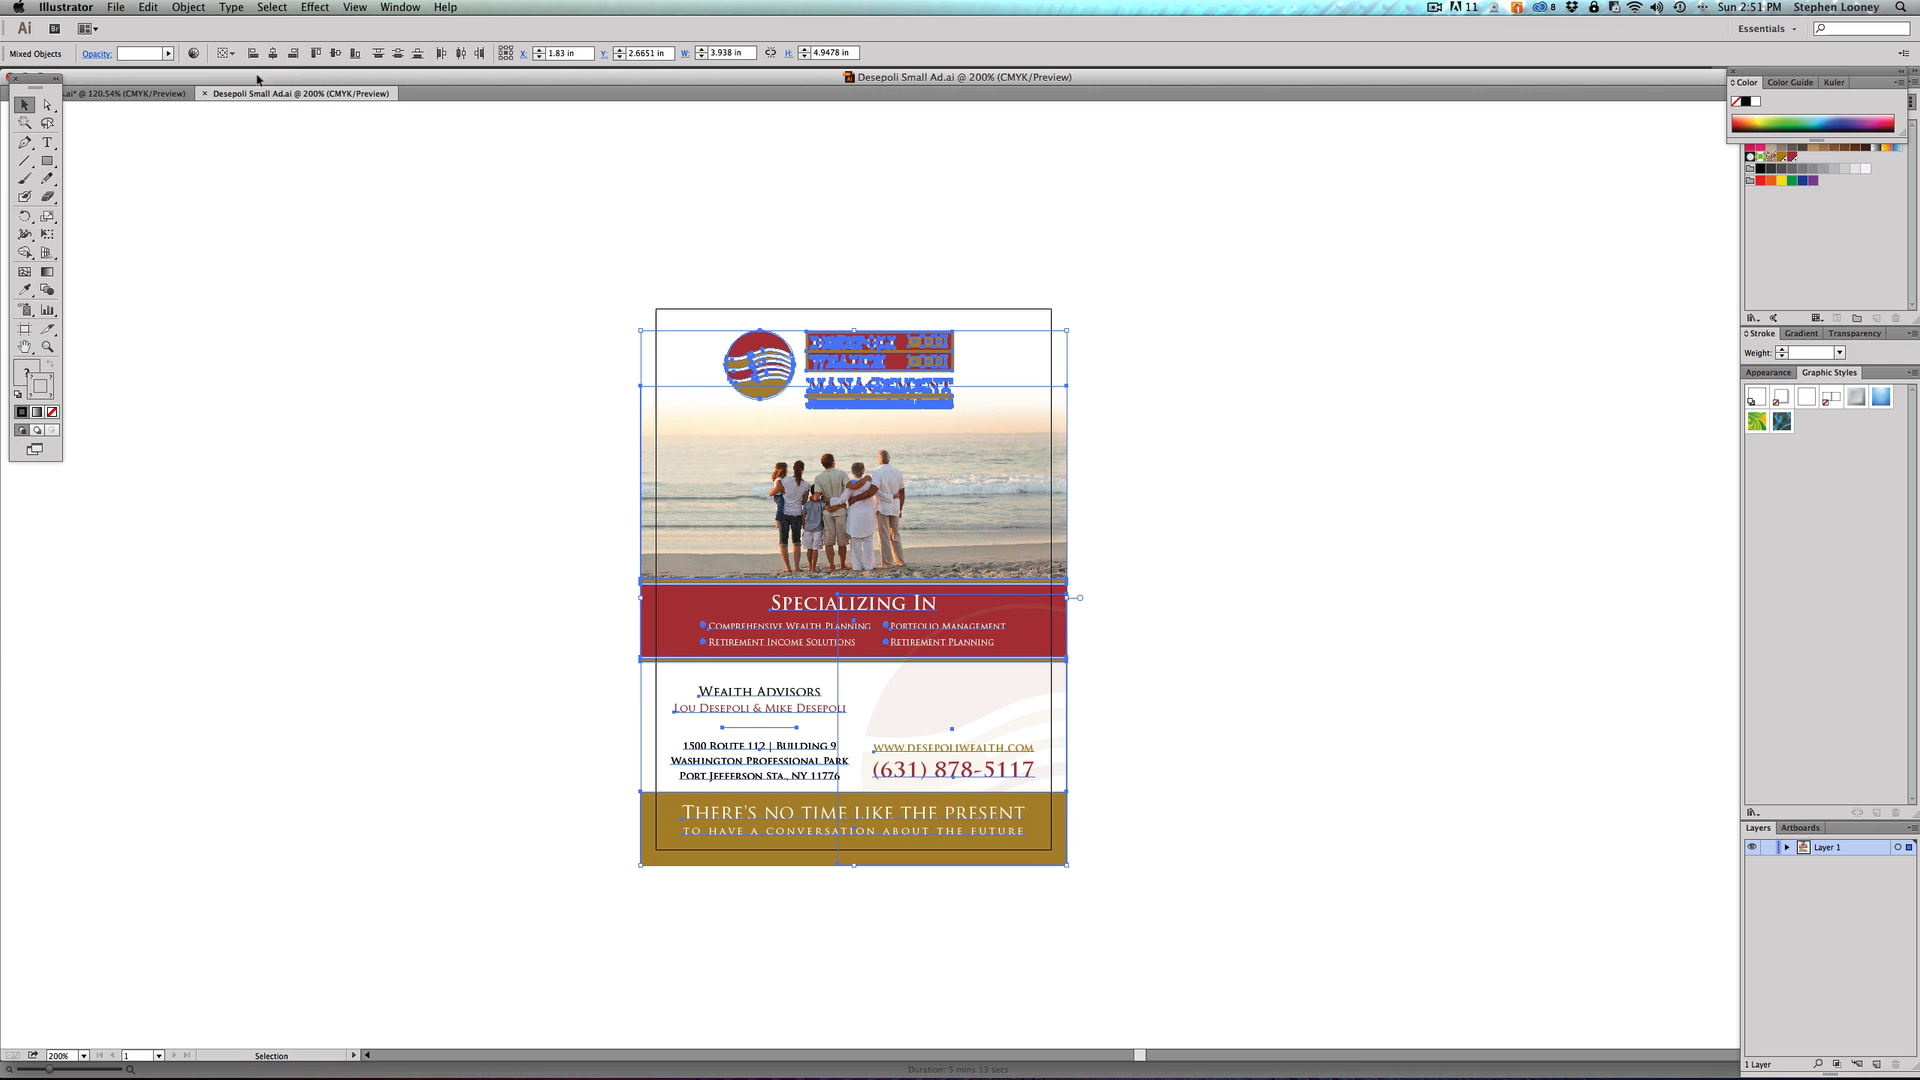 Illustrator File Edit Object Type Select Effect View Window Help
11 8 Sun 2:51 PM Stephen Looney
Ai Br Essentials
Mixed Objects Opacity: X: 1.83 in Y: 2.6651 in W: 3.938 in H: 4.9478 in
Desepoli Small Ad.ai @ 200% (CMYK/Preview)
.ai* @ 120.54% (CMYK/Preview) × Desepoli Small Ad.ai @ 200% (CMYK/Preview)
Color Color Guide Kuler
Stroke Gradient Transparency
Weight:
Appearance Graphic Styles
DESEPOLI
WEALTH
MANAGEMENT
Specializing In
Comprehensive Wealth Planning Portfolio Management
Retirement Income Solutions Retirement Planning
Wealth Advisors
Lou Desepoli & Mike Desepoli
1500 Route 112 | Building 9
Washington Professional Park
Port Jefferson Sta., NY 11776
www.desepoliwealth.com
(631) 878-5117
There's no time like the present
to have a conversation about the future
Layers Artboards
Layer 1
1 Layer
200% 1 Selection
Duration: 5 mins 13 secs